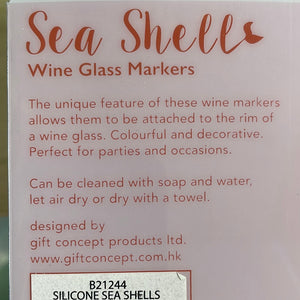 Sea Shell
Wine Glass Markers
The unique feature of these wine markers
allows them to be attached to the rim of
a wine glass. Colourful and decorative.
Perfect for parties and occasions.
Can be cleaned with soap and water,
let air dry or dry with a towel.
designed by
gift concept products ltd.
www.giftconcept.com.hk
B21244
SILICONE SEA SHELLS